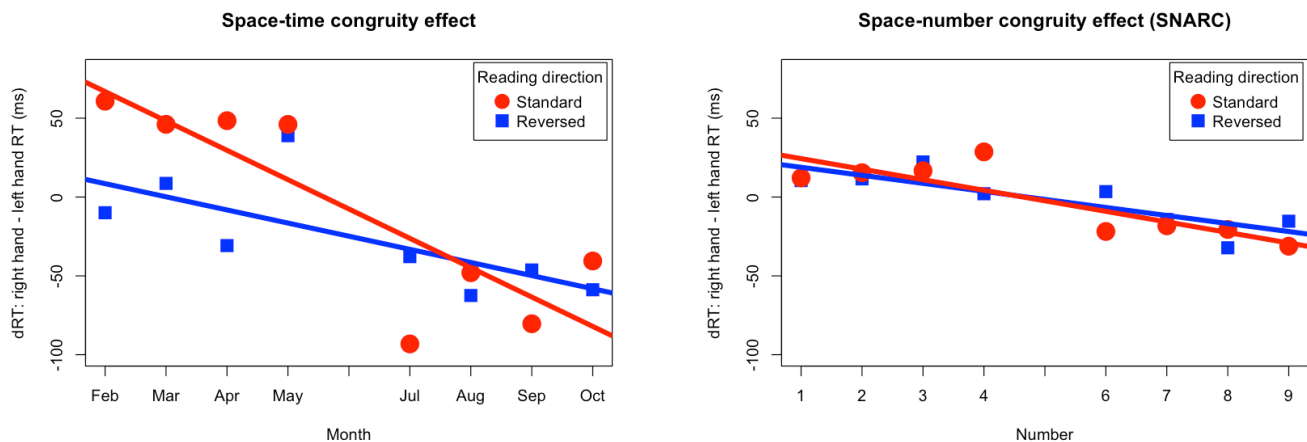 Space-time congruity effect
dRT: right hand - left hand RT (ms)
50
0
-50
-100
Reading direction
Standard
Reversed
Feb Mar Apr May Jul Aug Sep Oct
Month
Space-number congruity effect (SNARC)
dRT: right hand - left hand RT (ms)
50
0
-50
-100
Reading direction
Standard
Reversed
1 2 3 4 6 7 8 9
Number